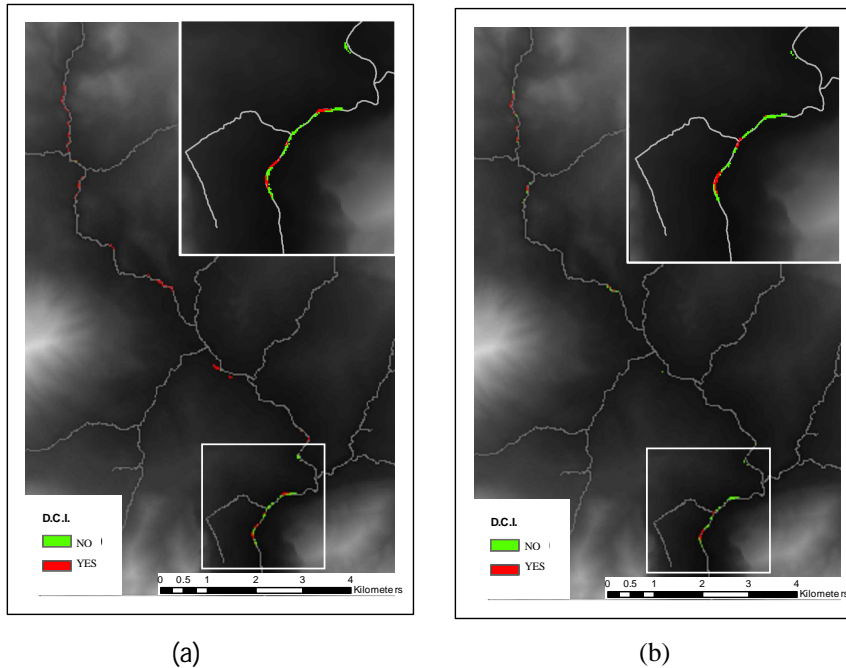 D.C.I.
NO
YES
0 0.5 1 2 3 4
Kilometers
(a)
D.C.I.
NO
YES
0 0.5 1 2 3 4
Kilometers
(b)